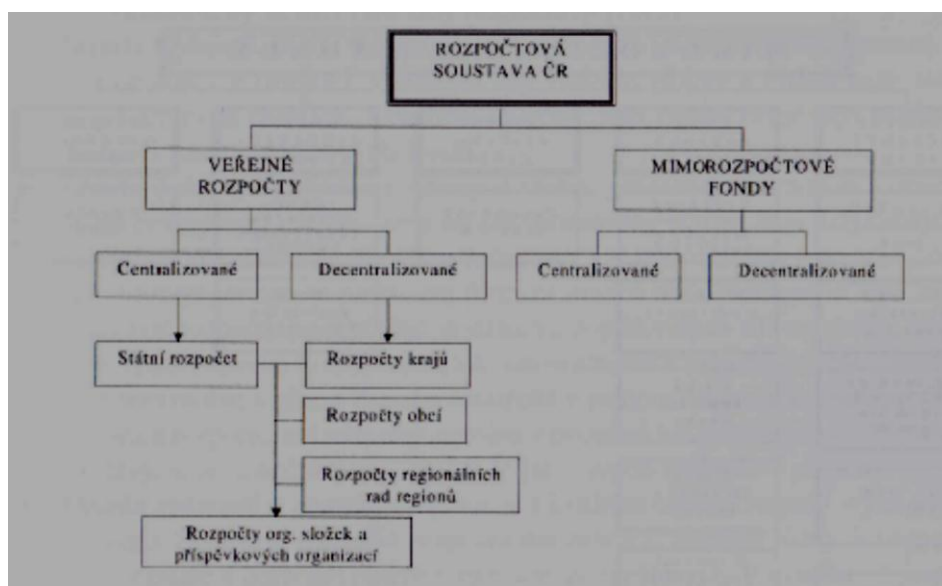 ROZPOČTOVÁ
SOUSTAVA ČR
VEŘEJNÉ
ROZPOČTY
MIMOROZPOČTOVÉ
FONDY
Centralizované
Decentralizované
Centralizované
Decentralizované
Státní rozpočet
Rozpočty krajů
Rozpočty obcí
Rozpočty regionálních
rad regionů
Rozpočty org. složek a
příspěvkových organizací